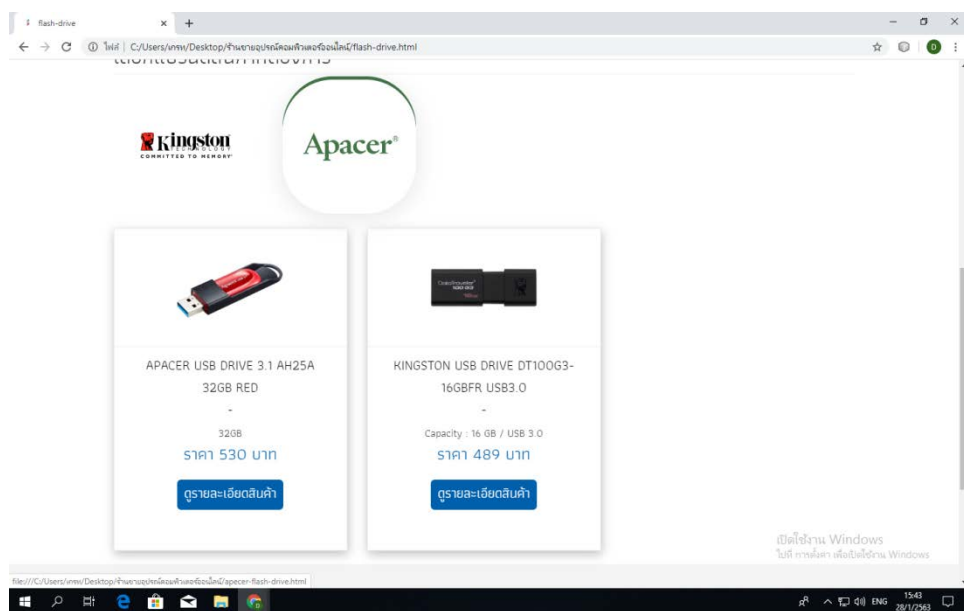 flash-drive
ไฟล์ | C:/Users/เกรท/Desktop/ร้านขายอุปกรณ์คอมพิวเตอร์ออนไลน์/flash-drive.html
D
Kingston
TECHNOLOGY
COMMITTED TO MEMORY
Apacer®
APACER USB DRIVE 3.1 AH25A
32GB RED
-
32GB
ราคา 530 บาท
ดูรายละเอียดสินค้า
DataTraveler
KINGSTON USB DRIVE DT100G3-
16GBFR USB3.0
-
Capacity : 16 GB / USB 3.0
ราคา 489 บาท
ดูรายละเอียดสินค้า
เปิดใช้งาน Windows
ไปที่ การตั้งค่า เพื่อเปิดใช้งาน Windows
file:///C:/Users/เกรท/Desktop/ร้านขายอุปกรณ์คอมพิวเตอร์ออนไลน์/apecer-flash-drive.html
ENG
15:43
28/1/2563